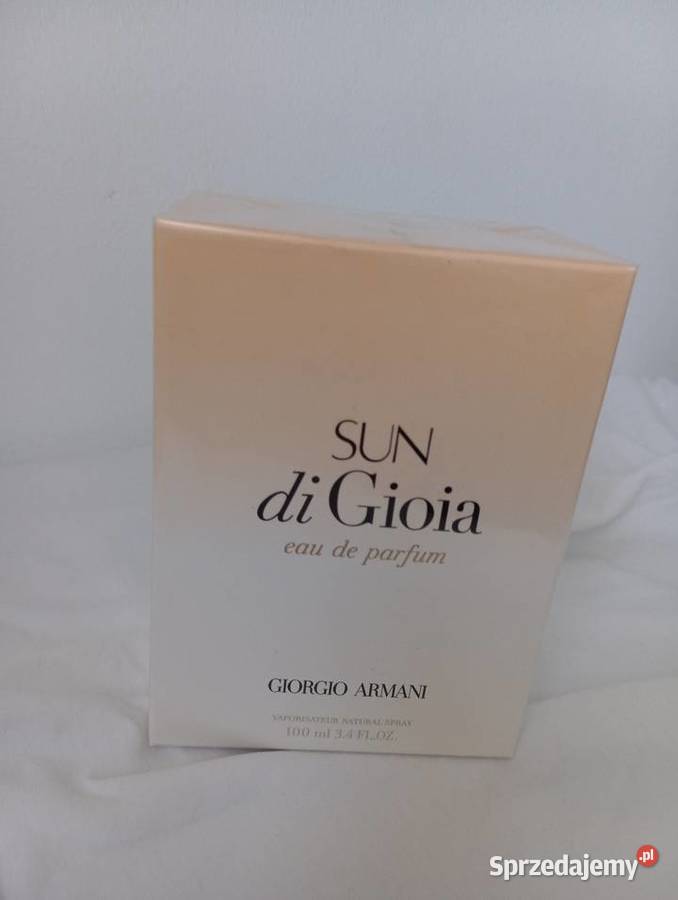 SUN
di Gioia
eau de parfum
GIORGIO ARMANI
VAPORISATEUR NATURAL SPRAY
100 ml 3.4 FL.OZ.
Sprzedajemy.pl